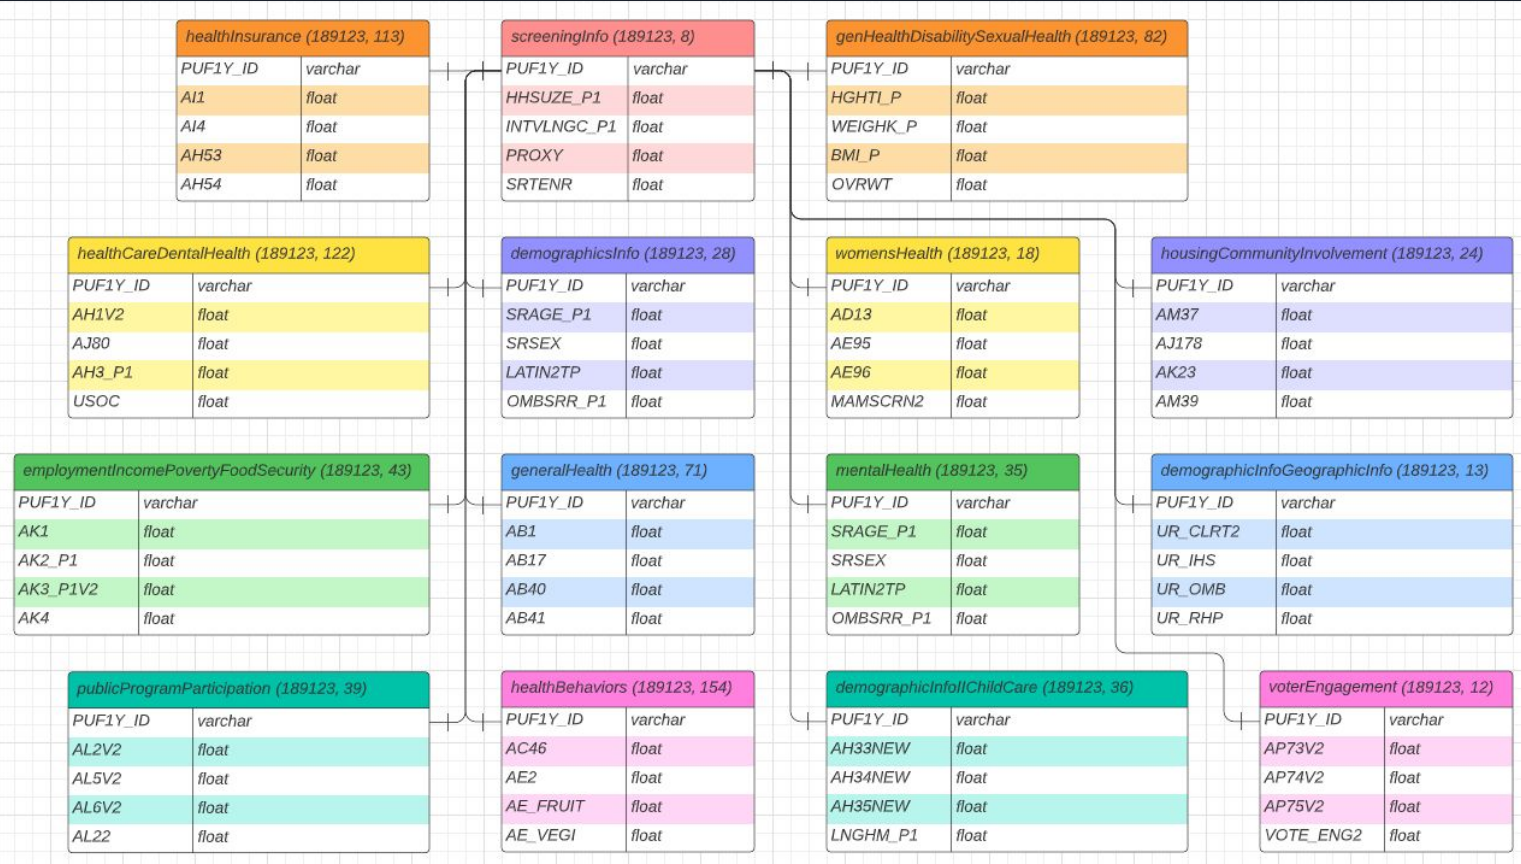 healthInsurance (189123, 113)
PUF1Y_ID varchar
AI1 float
AI4 float
AH53 float
AH54 float
screeningInfo (189123, 8)
PUF1Y_ID varchar
HHSUZE_P1 float
INTVLNGC_P1 float
PROXY float
SRTENR float
genHealthDisabilitySexualHealth (189123, 82)
PUF1Y_ID varchar
HGHTI_P float
WEIGHK_P float
BMI_P float
OVRWT float
healthCareDentalHealth (189123, 122)
PUF1Y_ID varchar
AH1V2 float
AJ80 float
AH3_P1 float
USOC float
demographicsInfo (189123, 28)
PUF1Y_ID varchar
SRAGE_P1 float
SRSEX float
LATIN2TP float
OMBSRR_P1 float
womensHealth (189123, 18)
PUF1Y_ID varchar
AD13 float
AE95 float
AE96 float
MAMSCRN2 float
housingCommunityInvolvement (189123, 24)
PUF1Y_ID varchar
AM37 float
AJ178 float
AK23 float
AM39 float
employmentIncomePovertyFoodSecurity (189123, 43)
PUF1Y_ID varchar
AK1 float
AK2_P1 float
AK3_P1V2 float
AK4 float
generalHealth (189123, 71)
PUF1Y_ID varchar
AB1 float
AB17 float
AB40 float
AB41 float
mentalHealth (189123, 35)
PUF1Y_ID varchar
SRAGE_P1 float
SRSEX float
LATIN2TP float
OMBSRR_P1 float
demographicInfoGeographicInfo (189123, 13)
PUF1Y_ID varchar
UR_CLRT2 float
UR_IHS float
UR_OMB float
UR_RHP float
publicProgramParticipation (189123, 39)
PUF1Y_ID varchar
AL2V2 float
AL5V2 float
AL6V2 float
AL22 float
healthBehaviors (189123, 154)
PUF1Y_ID varchar
AC46 float
AE2 float
AE_FRUIT float
AE_VEGI float
demographicInfoIIChildCare (189123, 36)
PUF1Y_ID varchar
AH33NEW float
AH34NEW float
AH35NEW float
LNGHM_P1 float
voterEngagement (189123, 12)
PUF1Y_ID varchar
AP73V2 float
AP74V2 float
AP75V2 float
VOTE_ENG2 float